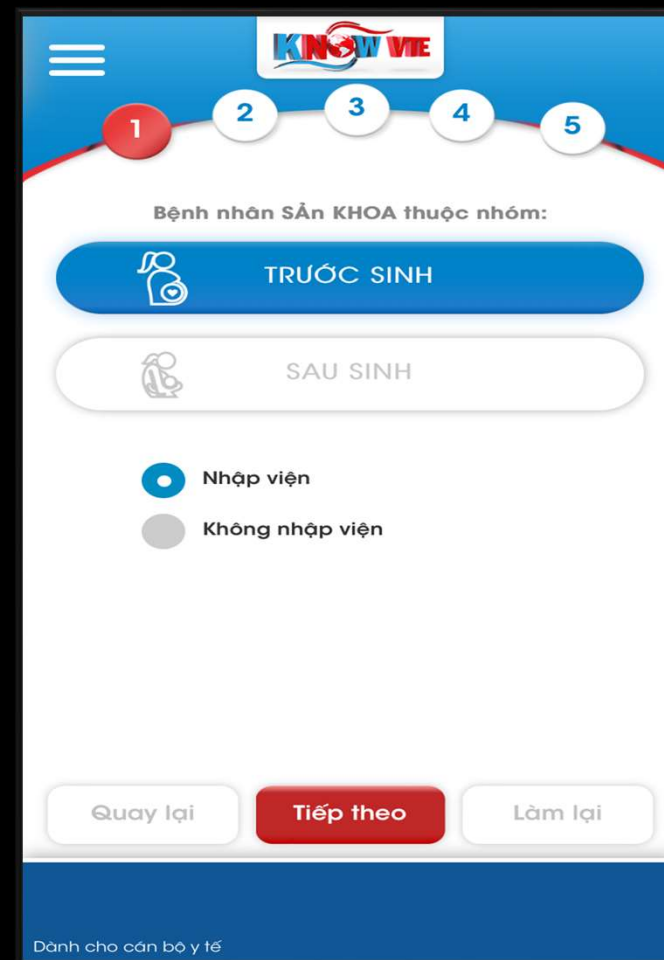 KNOW VTE
1 2 3 4 5
Bệnh nhân SẢn KHOA thuộc nhóm:
TRƯỚC SINH
SAU SINH
Nhập viện
Không nhập viện
Quay lại Tiếp theo Làm lại
Dành cho cán bộ y tế